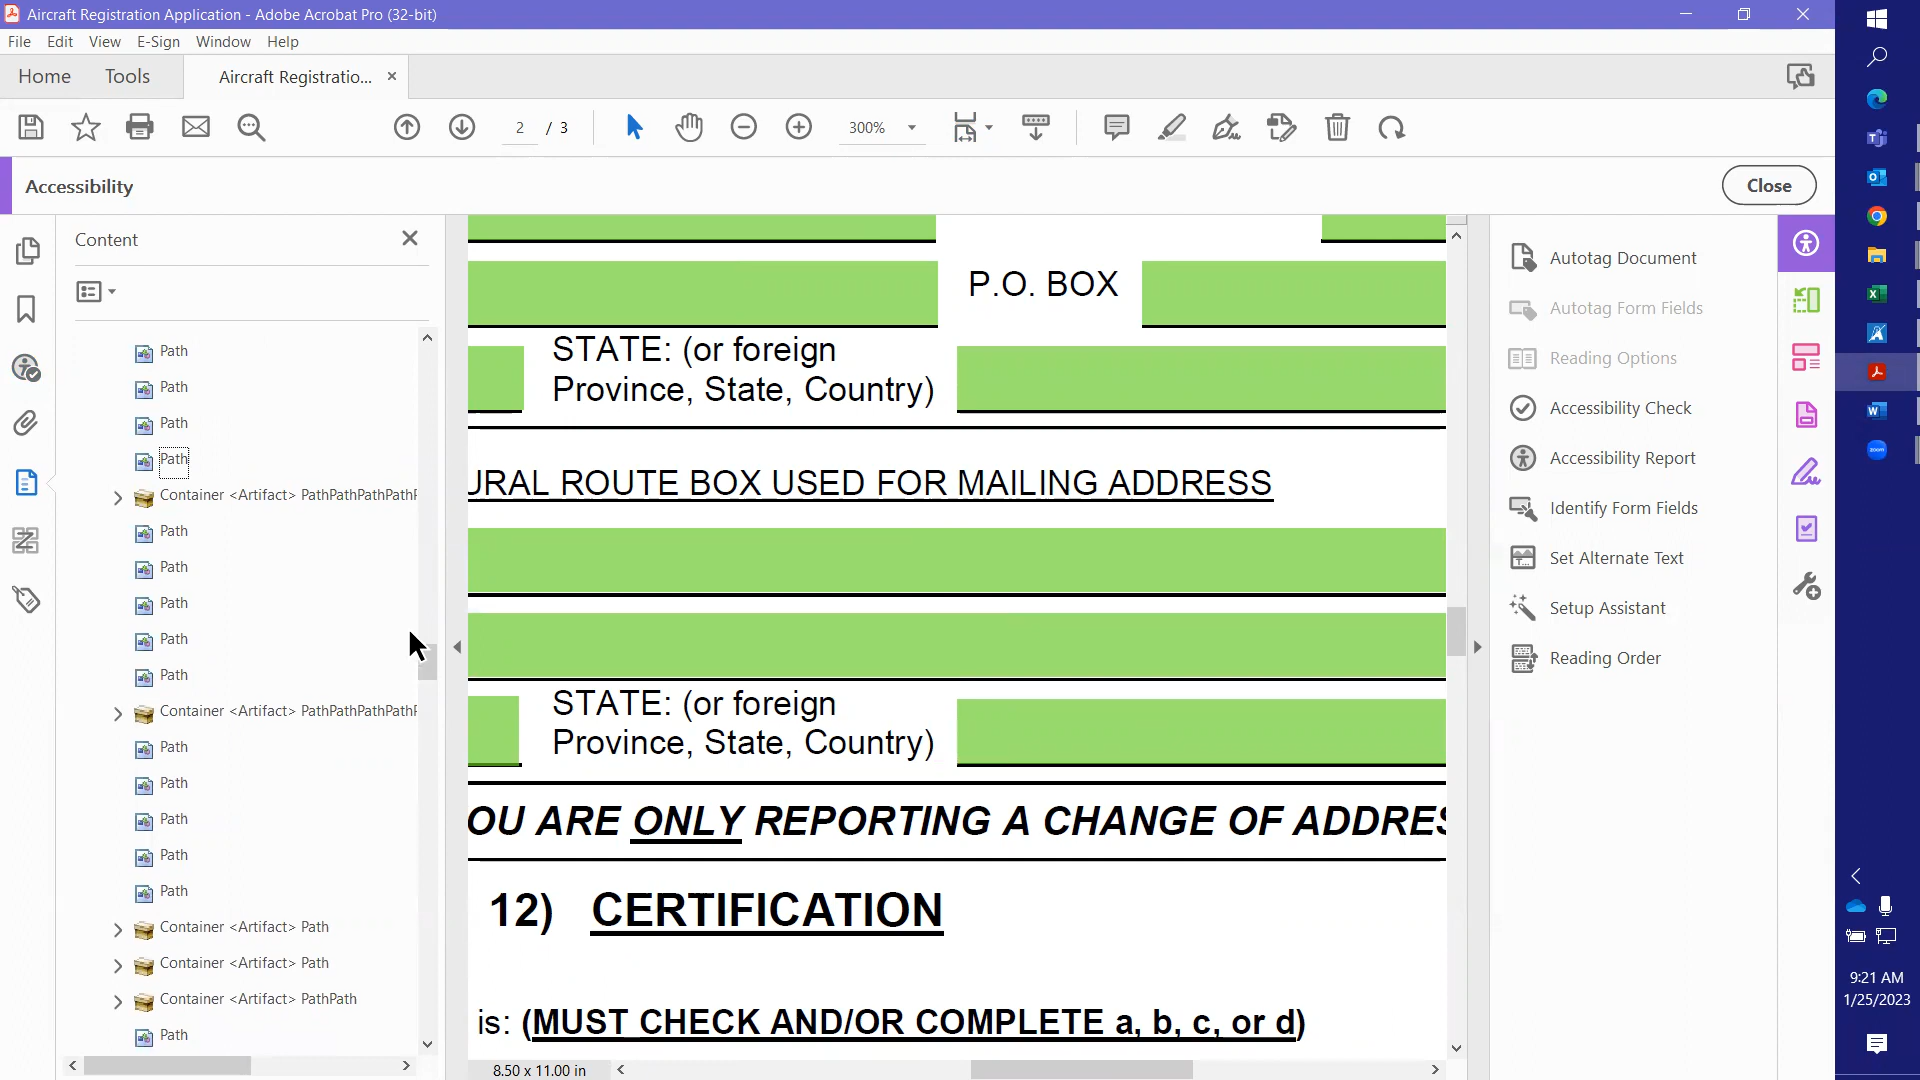 Aircraft Registration Application - Adobe Acrobat Pro (32-bit)
File Edit View E-Sign Window Help
Home Tools Aircraft Registratio...
2 / 3 300%
Accessibility
Close
Content
Path
Path
Path
Path
Container <Artifact> PathPathPathPath
Path
Path
Path
Path
Path
Container <Artifact> PathPathPathPath
Path
Path
Path
Path
Path
Container <Artifact> Path
Container <Artifact> Path
Container <Artifact> PathPath
Path
P.O. BOX
STATE: (or foreign
Province, State, Country)
URAL ROUTE BOX USED FOR MAILING ADDRESS
STATE: (or foreign
Province, State, Country)
OU ARE ONLY REPORTING A CHANGE OF ADDRES
12) CERTIFICATION
is: (MUST CHECK AND/OR COMPLETE a, b, c, or d)
8.50 x 11.00 in
Autotag Document
Autotag Form Fields
Reading Options
Accessibility Check
Accessibility Report
Identify Form Fields
Set Alternate Text
Setup Assistant
Reading Order
zoom
9:21 AM
1/25/2023